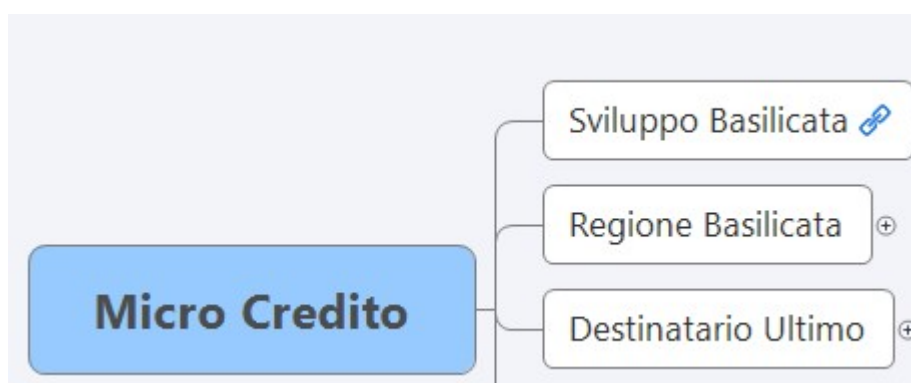 Sviluppo Basilicata
Regione Basilicata
Micro Credito
Destinatario Ultimo